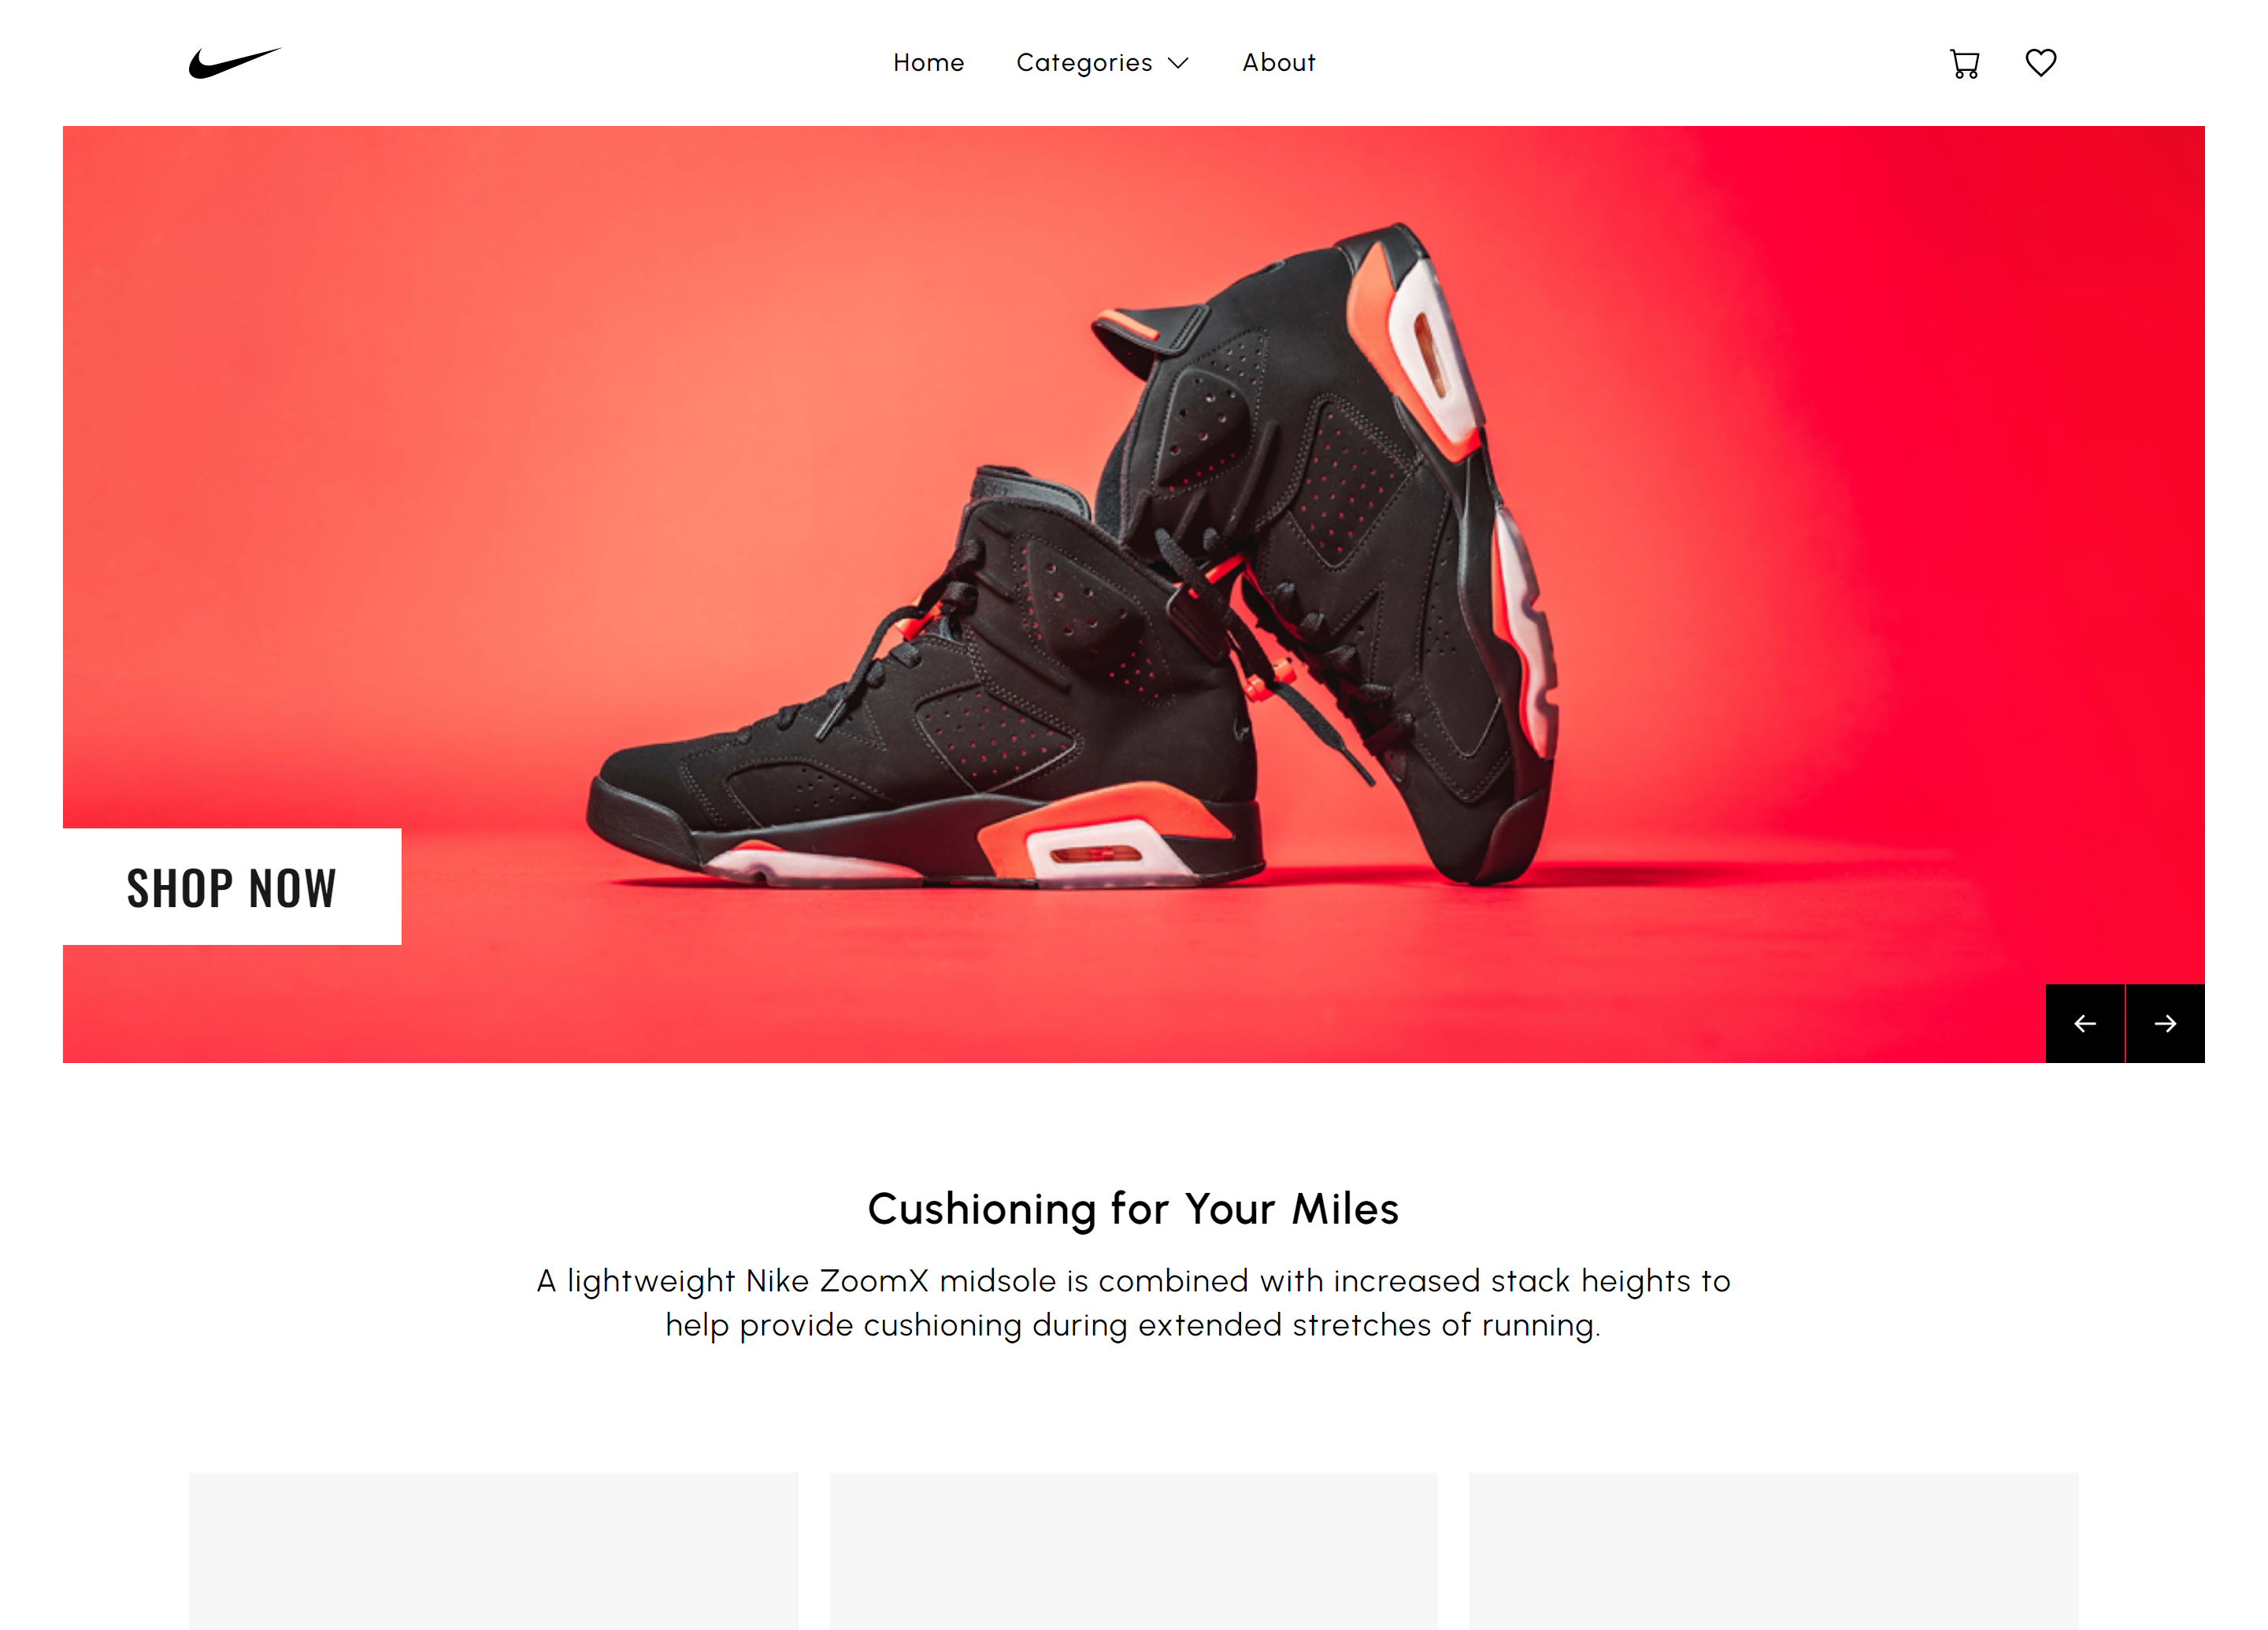 Home Categories About
SHOP NOW
Cushioning for Your Miles
A lightweight Nike ZoomX midsole is combined with increased stack heights to
help provide cushioning during extended stretches of running.